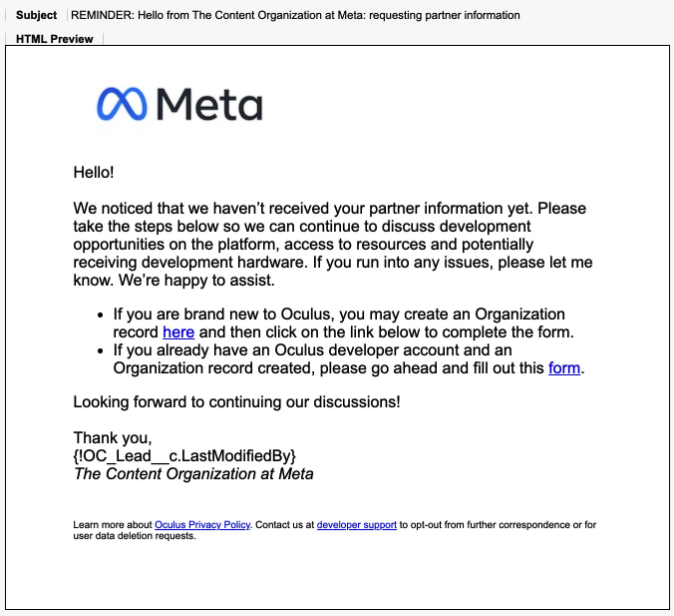 Subject REMINDER: Hello from The Content Organization at Meta: requesting partner information
HTML Preview
Meta
Hello!
We noticed that we haven’t received your partner information yet. Please
take the steps below so we can continue to discuss development
opportunities on the platform, access to resources and potentially
receiving development hardware. If you run into any issues, please let me
know. We’re happy to assist.
• If you are brand new to Oculus, you may create an Organization
record here and then click on the link below to complete the form.
• If you already have an Oculus developer account and an
Organization record created, please go ahead and fill out this form.
Looking forward to continuing our discussions!
Thank you,
{!OC_Lead__c.LastModifiedBy}
The Content Organization at Meta
Learn more about Oculus Privacy Policy. Contact us at developer support to opt-out from further correspondence or for
user data deletion requests.